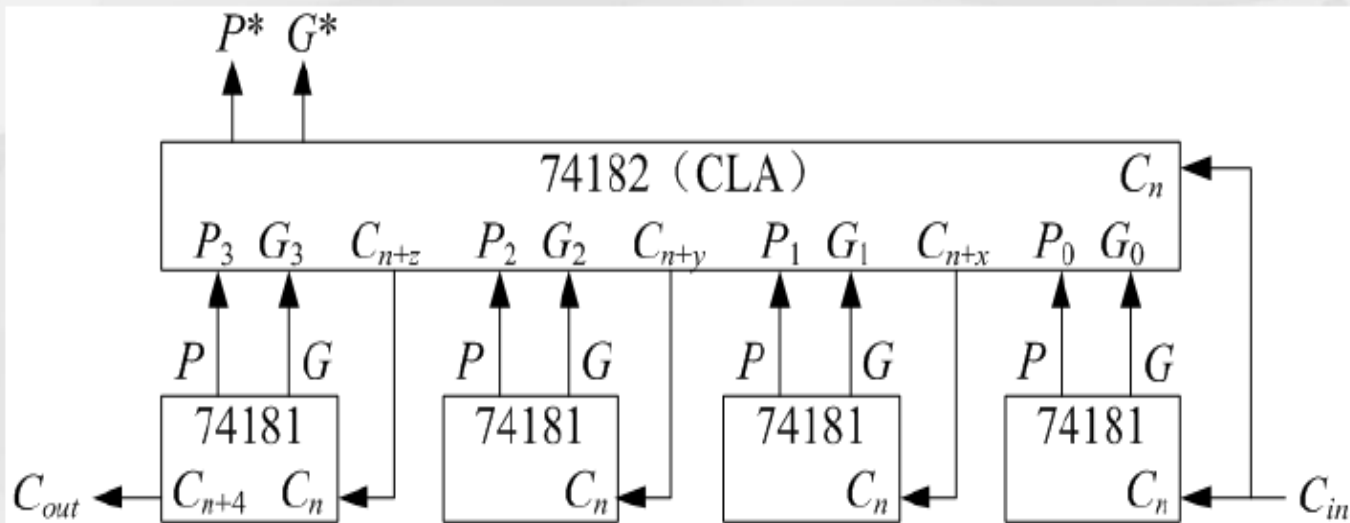 P* G*
74182（CLA） Cₙ
P₃ G₃ Cₙ₊z P₂ G₂ Cₙ₊y P₁ G₁ Cₙ₊ₓ P₀ G₀
P G P G P G P G
74181 74181 74181 74181
Cout Cₙ₊₄ Cₙ Cₙ Cₙ Cₙ Cin